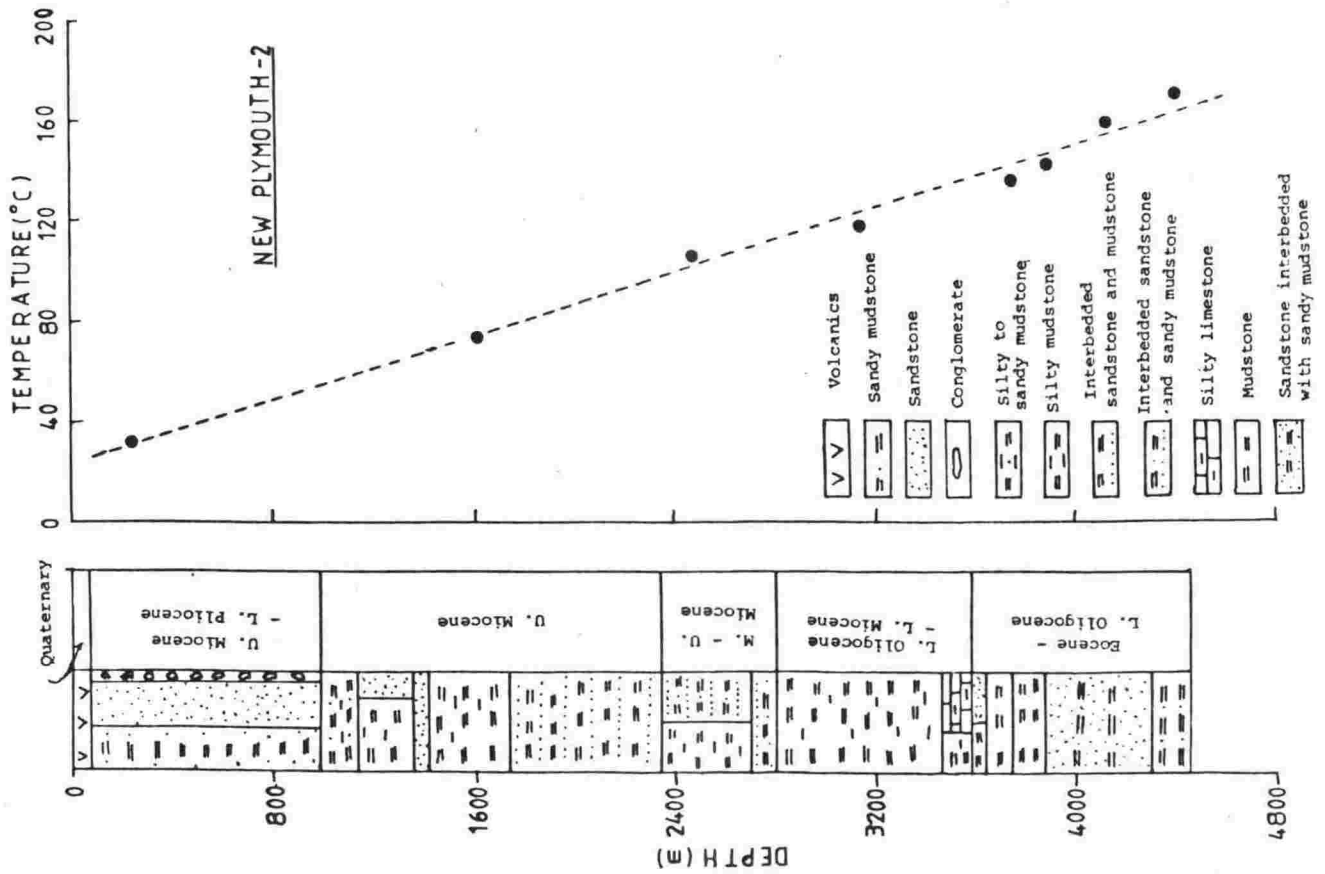 TEMPERATURE(°C)
0 40 80 120 160 200
NEW PLYMOUTH-2
DEPTH (m)
0
800
1600
2400
3200
4000
4800
Quaternary
U. Miocene
- L. Pliocene
U. Miocene
M. - U.
Miocene
L. Oligocene
- L. Miocene
Eocene -
L. Oligocene
Volcanics
Sandy mudstone
Sandstone
Conglomerate
Silty to
sandy mudstone
Silty mudstone
Interbedded
sandstone and mudstone
Interbedded sandstone
and sandy mudstone
Silty limestone
Mudstone
Sandstone interbedded
with sandy mudstone